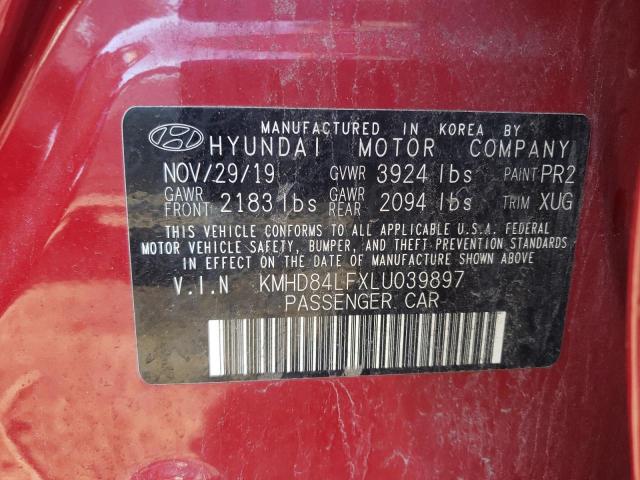 MANUFACTURED IN KOREA BY
HYUNDAI MOTOR COMPANY
NOV/29/19 GVWR 3924 lbs PAINT PR2
GAWR FRONT 2183 lbs GAWR REAR 2094 lbs TRIM XUG
THIS VEHICLE CONFORMS TO ALL APPLICABLE U.S.A. FEDERAL
MOTOR VEHICLE SAFETY, BUMPER, AND THEFT PREVENTION STANDARDS
IN EFFECT ON THE DATE OF MANUFACTURE SHOWN ABOVE
V.I.N KMHD84LFXLU039897
PASSENGER CAR